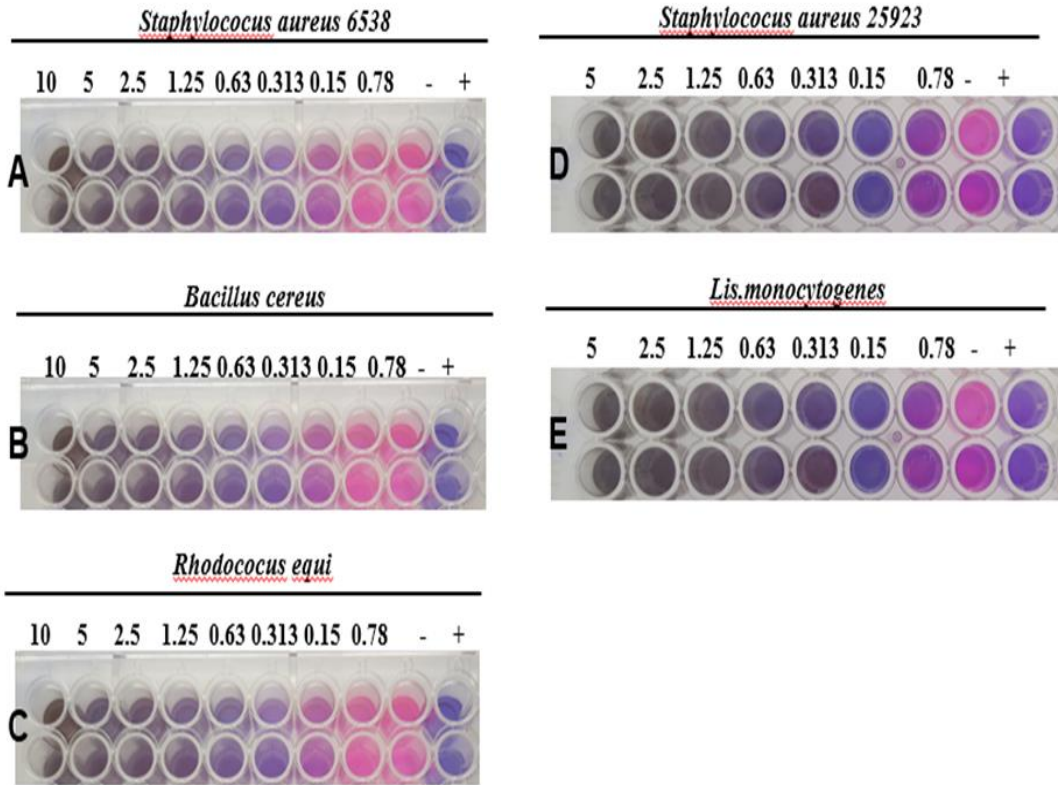 Staphylococus aureus 6538
10 5 2.5 1.25 0.63 0.313 0.15 0.78 - +
A
Bacillus cereus
10 5 2.5 1.25 0.63 0.313 0.15 0.78 - +
B
Rhodococus equi
10 5 2.5 1.25 0.63 0.313 0.15 0.78 - +
C
Staphylococus aureus 25923
5 2.5 1.25 0.63 0.313 0.15 0.78 - +
D
Lis.monocytogenes
5 2.5 1.25 0.63 0.313 0.15 0.78 - +
E